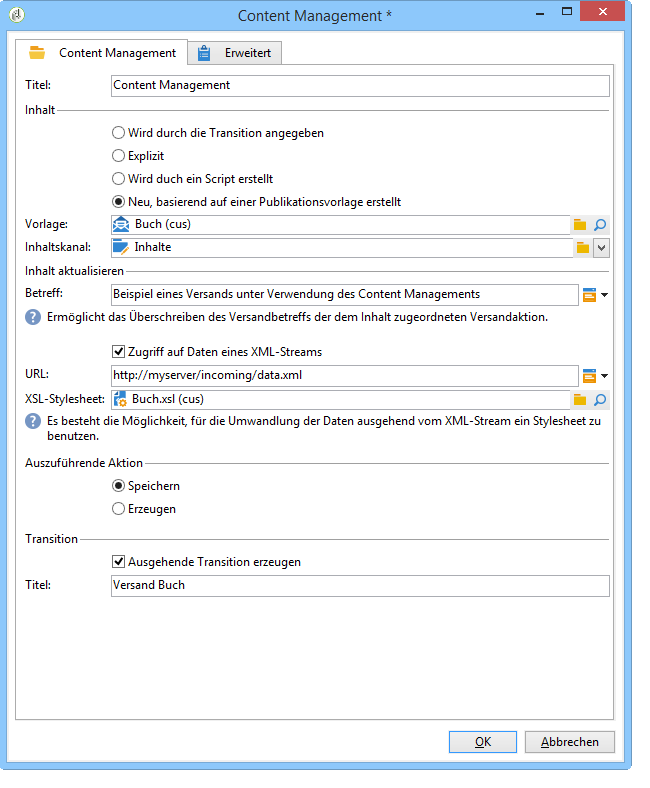 Content Management *
Content Management
Erweitert
Titel: Content Management
Inhalt
Wird durch die Transition angegeben
Explizit
Wird duch ein Script erstellt
Neu, basierend auf einer Publikationsvorlage erstellt
Vorlage: Buch (cus)
Inhaltskanal: Inhalte
Inhalt aktualisieren
Betreff: Beispiel eines Versands unter Verwendung des Content Managements
Ermöglicht das Überschreiben des Versandbetreffs der dem Inhalt zugeordneten Versandaktion.
Zugriff auf Daten eines XML-Streams
URL: http://myserver/incoming/data.xml
XSL-Stylesheet: Buch.xsl (cus)
Es besteht die Möglichkeit, für die Umwandlung der Daten ausgehend vom XML-Stream ein Stylesheet zu
benutzen.
Auszuführende Aktion
Speichern
Erzeugen
Transition
Ausgehende Transition erzeugen
Titel: Versand Buch
OK
Abbrechen